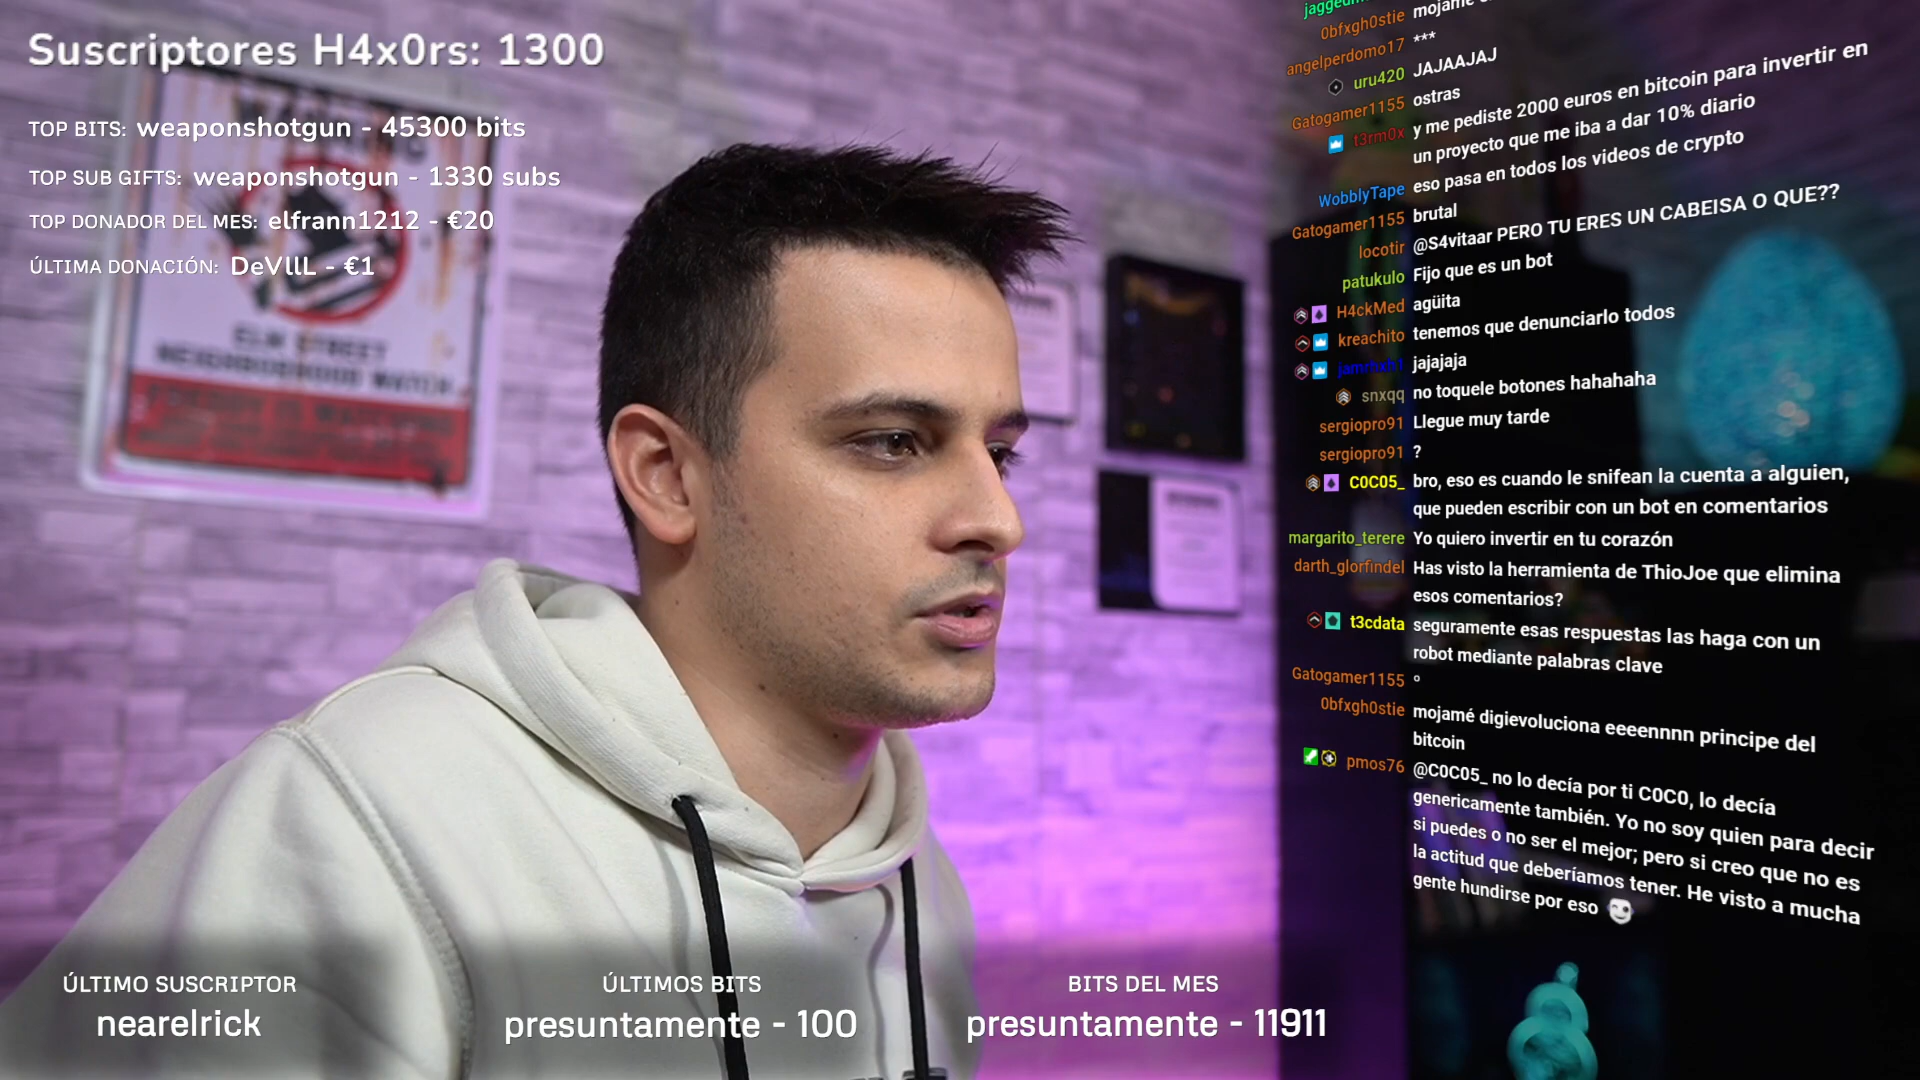 Suscriptores H4x0rs: 1300
TOP BITS: weaponshotgun - 45300 bits
TOP SUB GIFTS: weaponshotgun - 1330 subs
TOP DONADOR DEL MES: elfrann1212 - €20
ÚLTIMA DONACIÓN: DeVllL - €1
WARNING
ELM STREET
NEIGHBORHOOD WATCH
0bfxgh0stie mojamé
angelperdomo17 ***
uru420 JAJAAJAJ
Gatogamer1155 ostras
t3rm0x y me pediste 2000 euros en bitcoin para invertir en
un proyecto que me iba a dar 10% diario
WobblyTape eso pasa en todos los videos de crypto
Gatogamer1155 brutal
locotir @S4vitaar PERO TU ERES UN CABEISA O QUE??
patukulo Fijo que es un bot
H4ckMed agüita
kreachito tenemos que denunciarlo todos
jamrhxh1 jajajaja
snxqq no toquele botones hahahaha
sergiopro91 Llegue muy tarde
sergiopro91 ?
C0C05_ bro, eso es cuando le snifean la cuenta a alguien,
que pueden escribir con un bot en comentarios
margarito_terere Yo quiero invertir en tu corazón
darth_glorfindel Has visto la herramienta de ThioJoe que elimina
esos comentarios?
t3cdata seguramente esas respuestas las haga con un
robot mediante palabras clave
Gatogamer1155 º
0bfxgh0stie mojamé digievoluciona eeeennnn principe del
bitcoin
pmos76 @C0C05_ no lo decía por ti C0C0, lo decía
genericamente también. Yo no soy quien para decir
si puedes o no ser el mejor; pero si creo que no es
la actitud que deberíamos tener. He visto a mucha
gente hundirse por eso
ÚLTIMO SUSCRIPTOR
nearelrick
ÚLTIMOS BITS
presuntamente - 100
BITS DEL MES
presuntamente - 11911